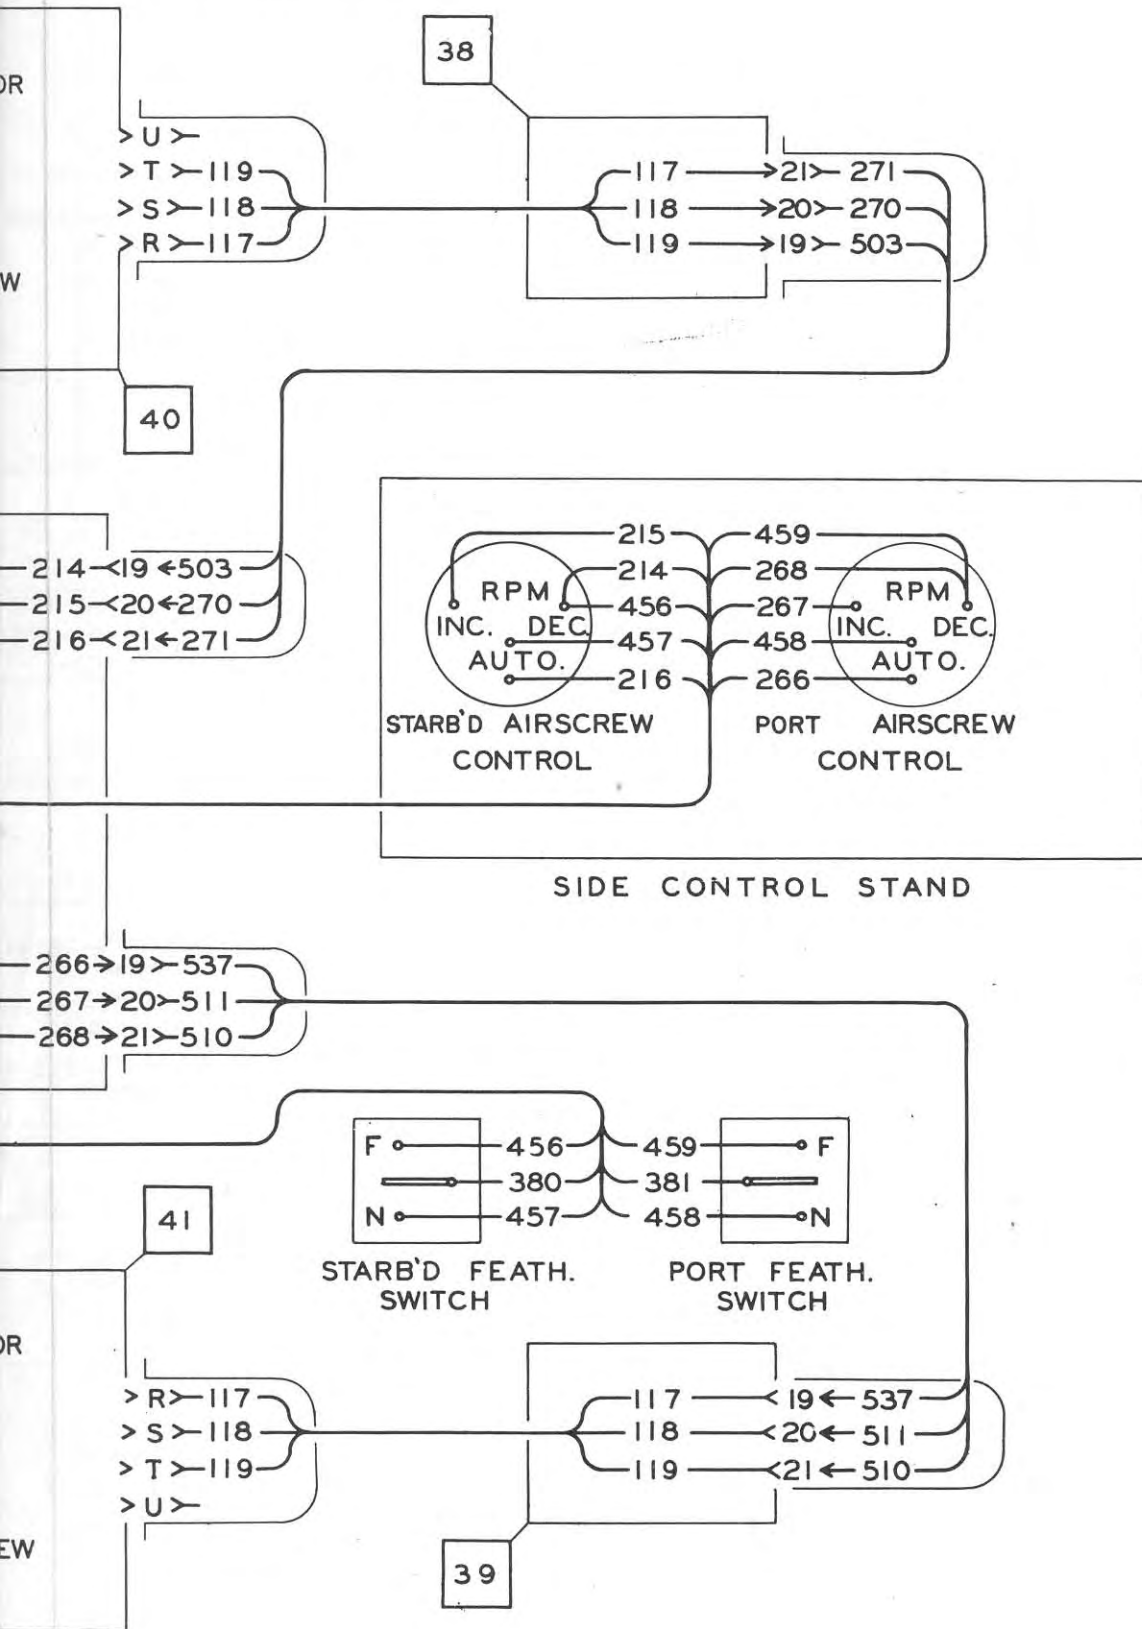 38
OR
U
T 119
S 118
R 117
117 21 271
118 20 270
119 19 503
W
40
214 19 503
215 20 270
216 21 271
215 459
214 268
456 267
457 458
216 266
RPM
INC. DEC.
AUTO.
RPM
INC. DEC.
AUTO.
STARB'D AIRSCREW
CONTROL
PORT AIRSCREW
CONTROL
SIDE CONTROL STAND
266 19 537
267 20 511
268 21 510
F 456 459 F
380 381
N 457 458 N
STARB'D FEATH.
SWITCH
PORT FEATH.
SWITCH
41
OR
R 117
S 118
T 119
U
117 19 537
118 20 511
119 21 510
EW
39